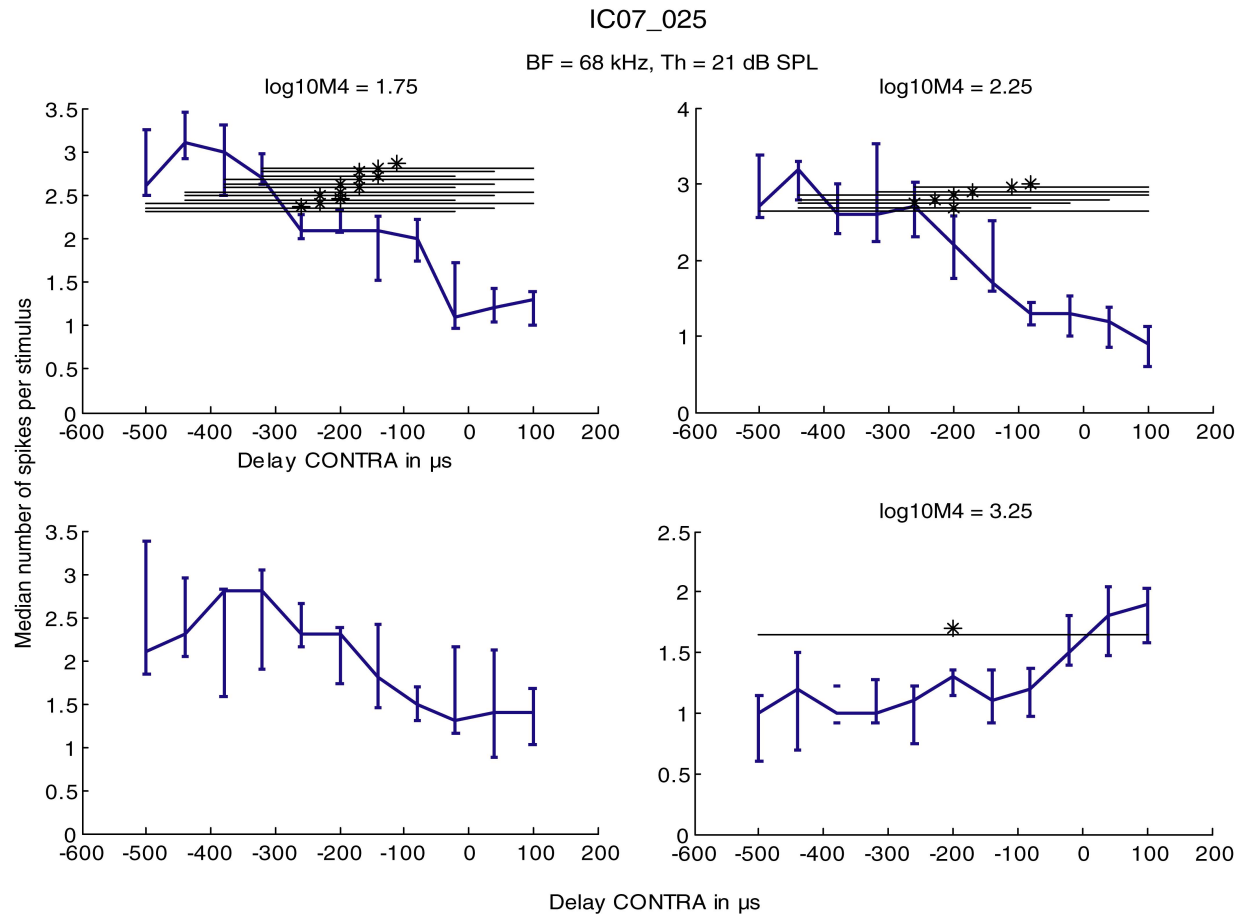 IC07_025
BF = 68 kHz, Th = 21 dB SPL
log10M4 = 1.75
3.5
3
2.5
2
1.5
1
0.5
0
-600 -500 -400 -300 -200 -100 0 100 200
Delay CONTRA in µs
log10M4 = 2.25
4
3
2
1
0
-600 -500 -400 -300 -200 -100 0 100 200
Median number of spikes per stimulus
3.5
3
2.5
2
1.5
1
0.5
0
-600 -500 -400 -300 -200 -100 0 100 200
log10M4 = 3.25
2.5
2
1.5
1
0.5
0
-600 -500 -400 -300 -200 -100 0 100 200
Delay CONTRA in µs